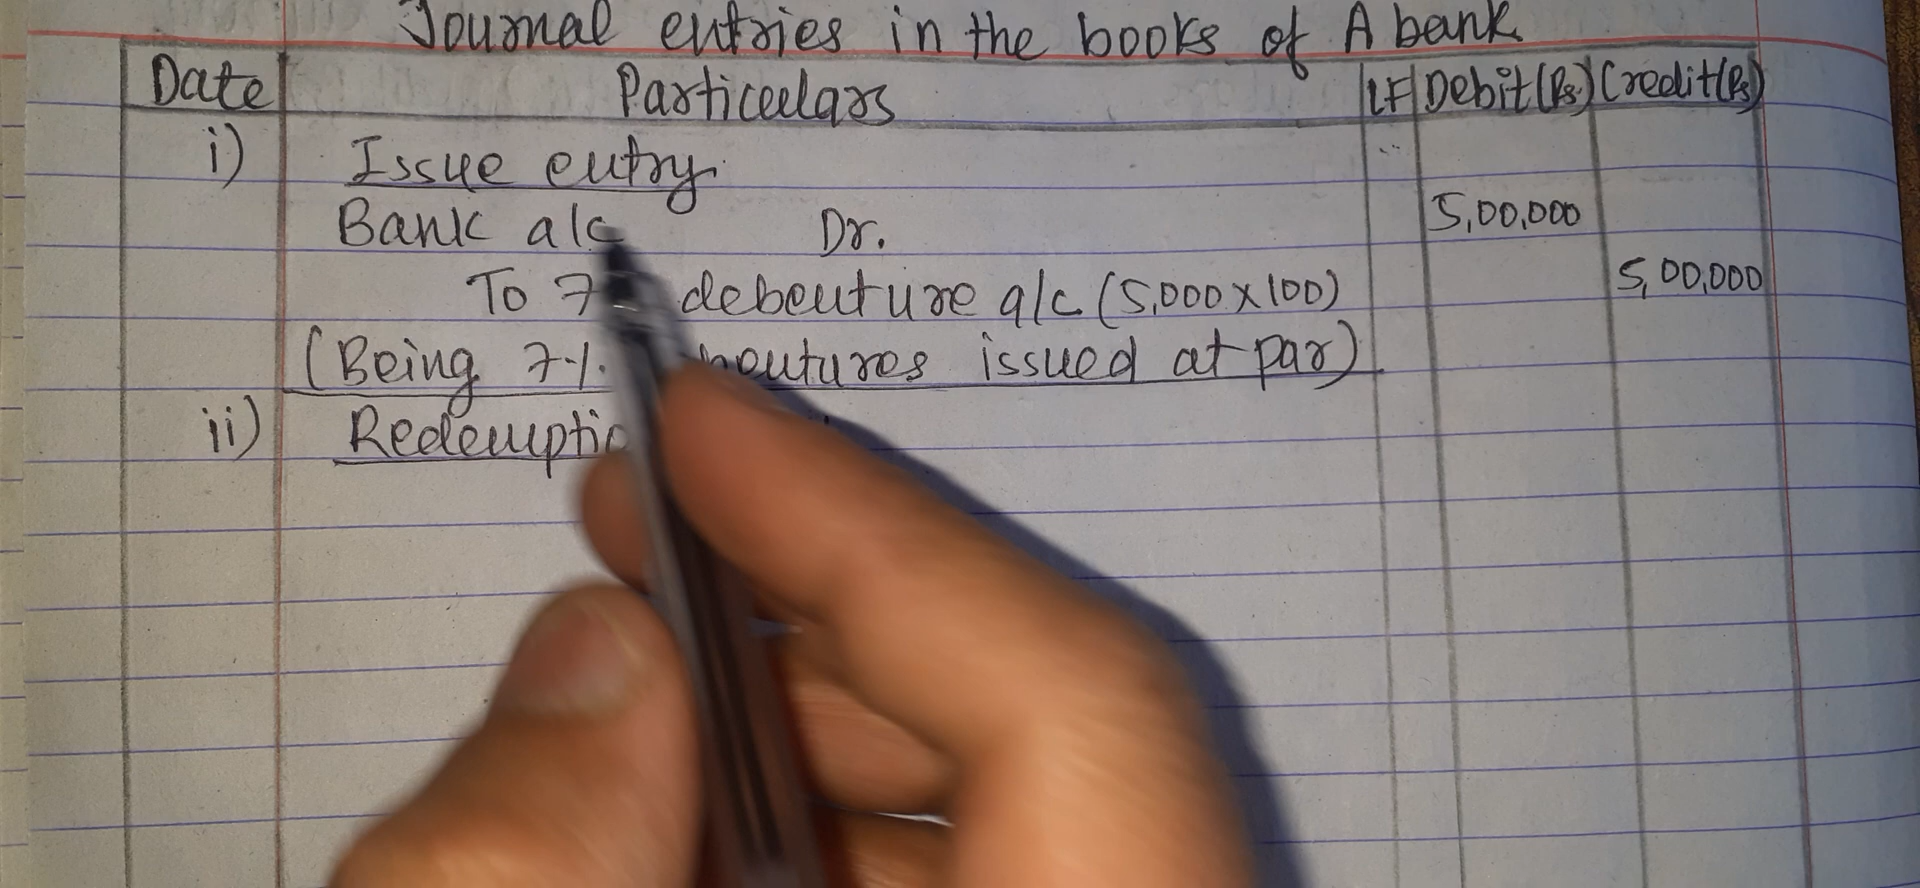 Journal entries in the books of A bank
Date Particulars LF Debit(Rs) Credit(Rs)
i) Issue entry
Bank a/c Dr. 5,00,000
To 7 debenture a/c (5,000 x 100) 5,00,000
(Being 7% issued at par)
ii)